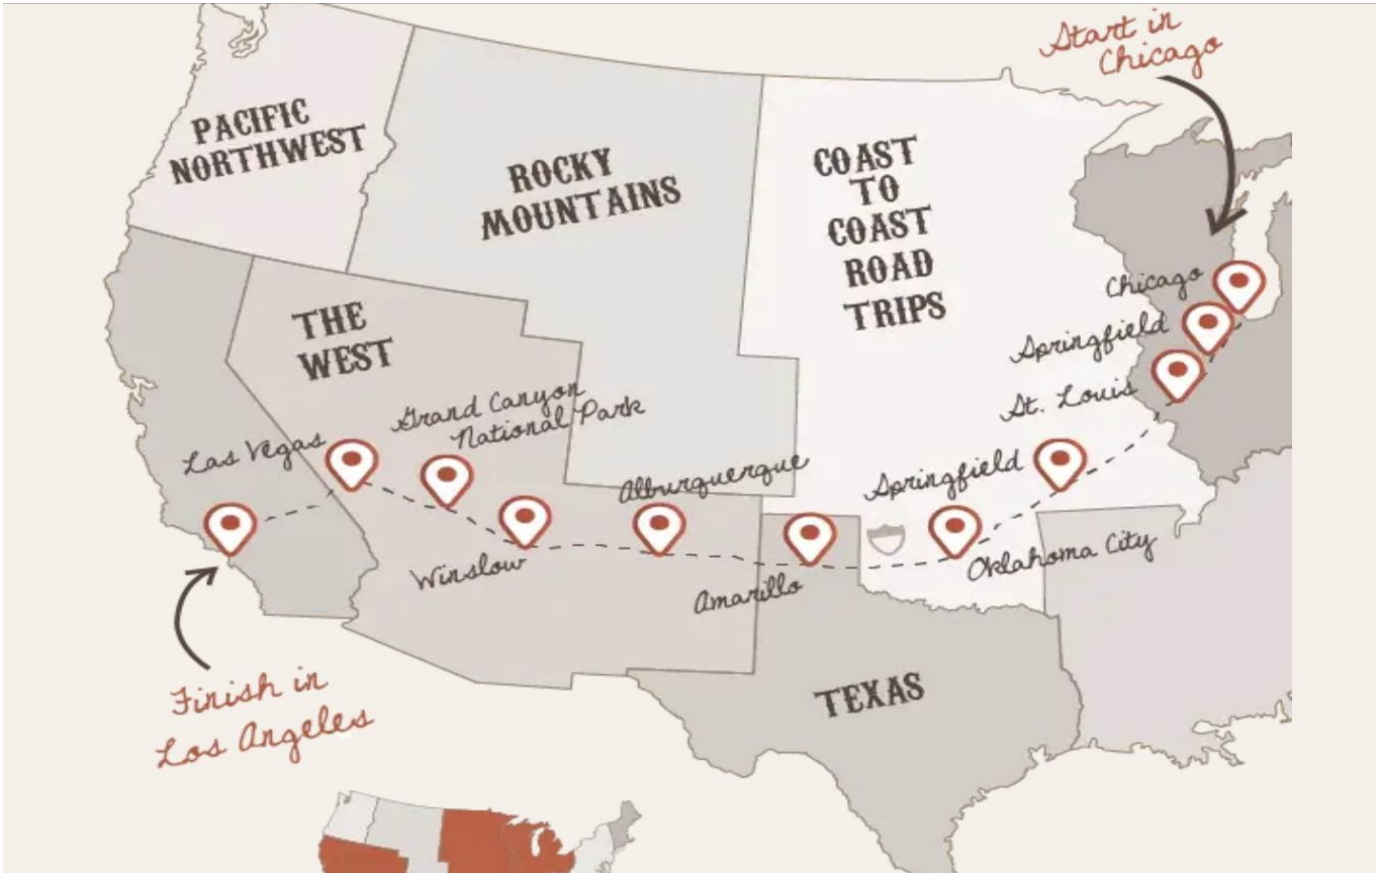 Start in
Chicago
PACIFIC
NORTHWEST
ROCKY
MOUNTAINS
COAST
TO
COAST
ROAD
TRIPS
Chicago
THE
WEST
Springfield
St. Louis
Grand Canyon
National Park
Las Vegas
Alburquerque
Springfield
Winslow
Oklahoma City
Amarillo
TEXAS
Finish in
Los Angeles